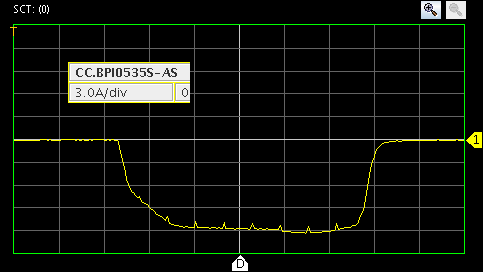 SCT: (0)
CC.BPI0535S-AS
3.0A/div 0
1
D